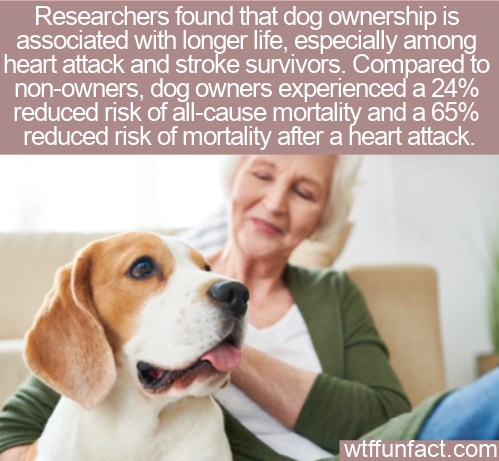 Researchers found that dog ownership is
associated with longer life, especially among
heart attack and stroke survivors. Compared to
non-owners, dog owners experienced a 24%
reduced risk of all-cause mortality and a 65%
reduced risk of mortality after a heart attack.
wtffunfact.com